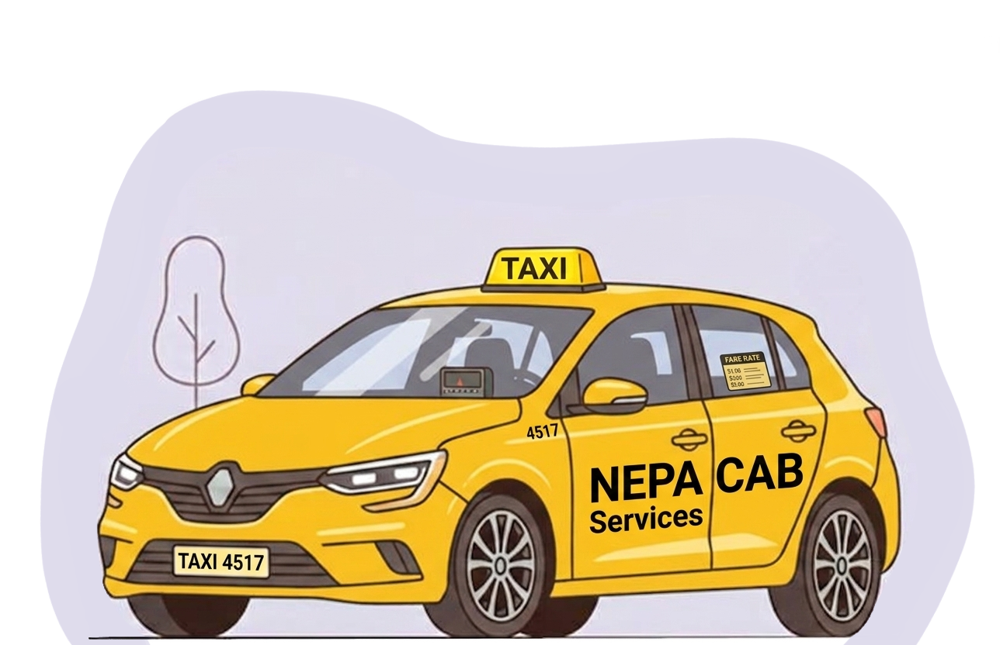 TAXI
FARE RATE
4517
NEPA CAB
Services
TAXI 4517